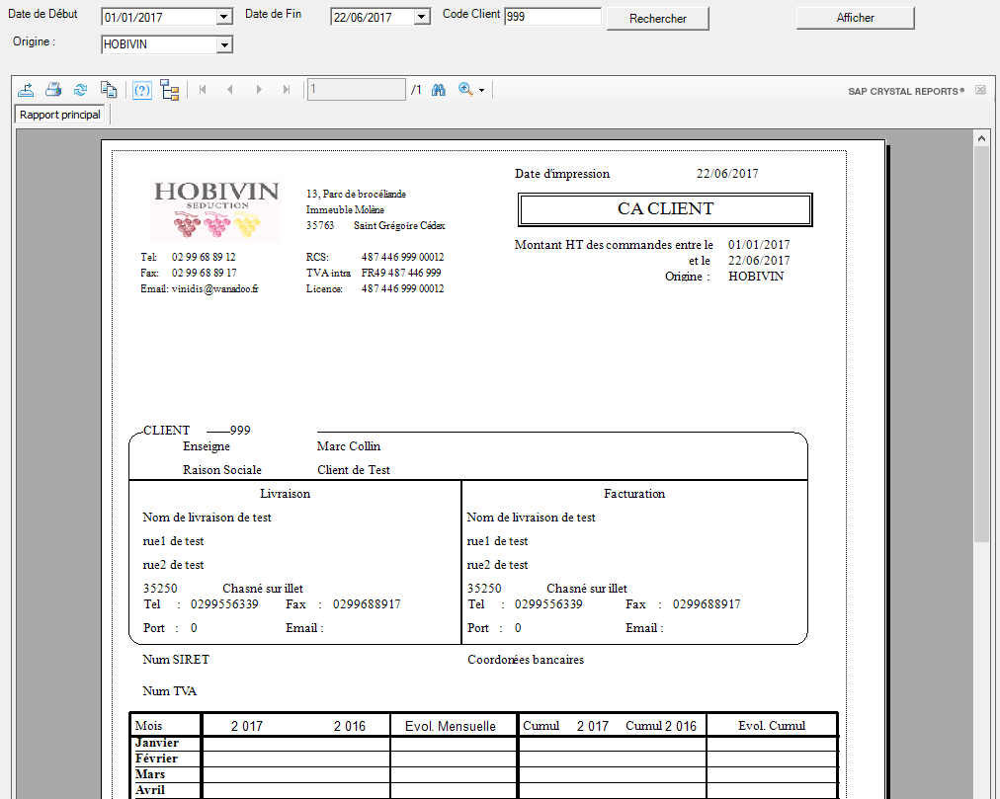 Date de Début 01/01/2017 Date de Fin 22/06/2017 Code Client 999 Rechercher Afficher
Origine : HOBIVIN
1 /1 SAP CRYSTAL REPORTS®
Rapport principal
Date d'impression 22/06/2017
HOBIVIN
SEDUCTION
13, Parc de brocéliande
Immeuble Molène
35763 Saint Grégoire Cédex
CA CLIENT
Montant HT des commandes entre le 01/01/2017
et le 22/06/2017
Origine : HOBIVIN
Tel: 02 99 68 89 12 RCS: 487 446 999 00012
Fax: 02 99 68 89 17 TVA intra FR49 487 446 999
Email: vinidis@wanadoo.fr Licence: 487 446 999 00012
CLIENT 999
Enseigne Marc Collin
Raison Sociale Client de Test
Livraison Facturation
Nom de livraison de test Nom de livraison de test
rue1 de test rue1 de test
rue2 de test rue2 de test
35250 Chasné sur illet 35250 Chasné sur illet
Tel : 0299556339 Fax : 0299688917 Tel : 0299556339 Fax : 0299688917
Port : 0 Email : Port : 0 Email :
Num SIRET Coordonées bancaires
Num TVA
Mois 2 017 2 016 Evol. Mensuelle Cumul 2 017 Cumul 2 016 Evol. Cumul
Janvier
Février
Mars
Avril